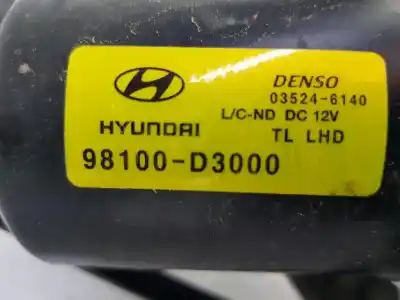 DENSO
03524-6140
L/C-ND DC 12V
HYUNDAI
TL LHD
98100-D3000